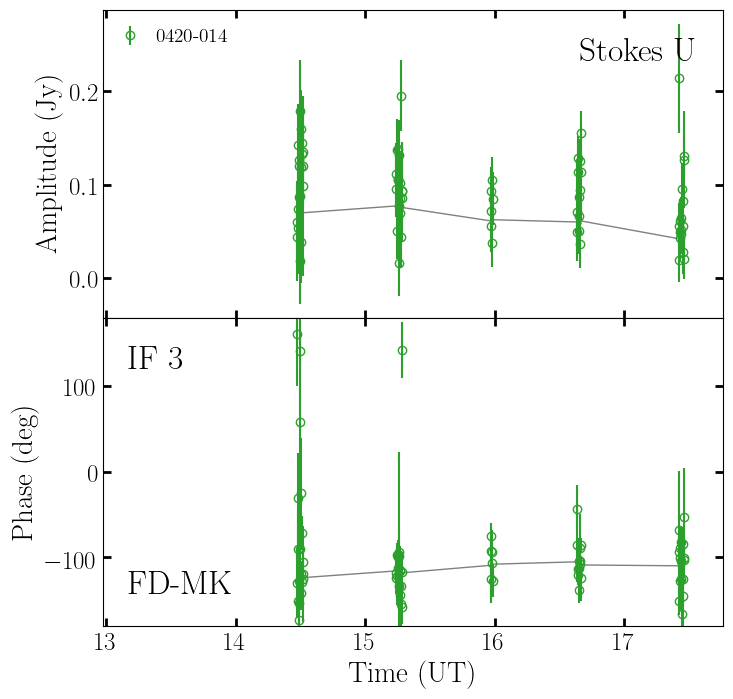 0420-014
Stokes U
Amplitude (Jy)
0.2
0.1
0.0
IF 3
FD-MK
Phase (deg)
100
0
−100
13 14 15 16 17
Time (UT)